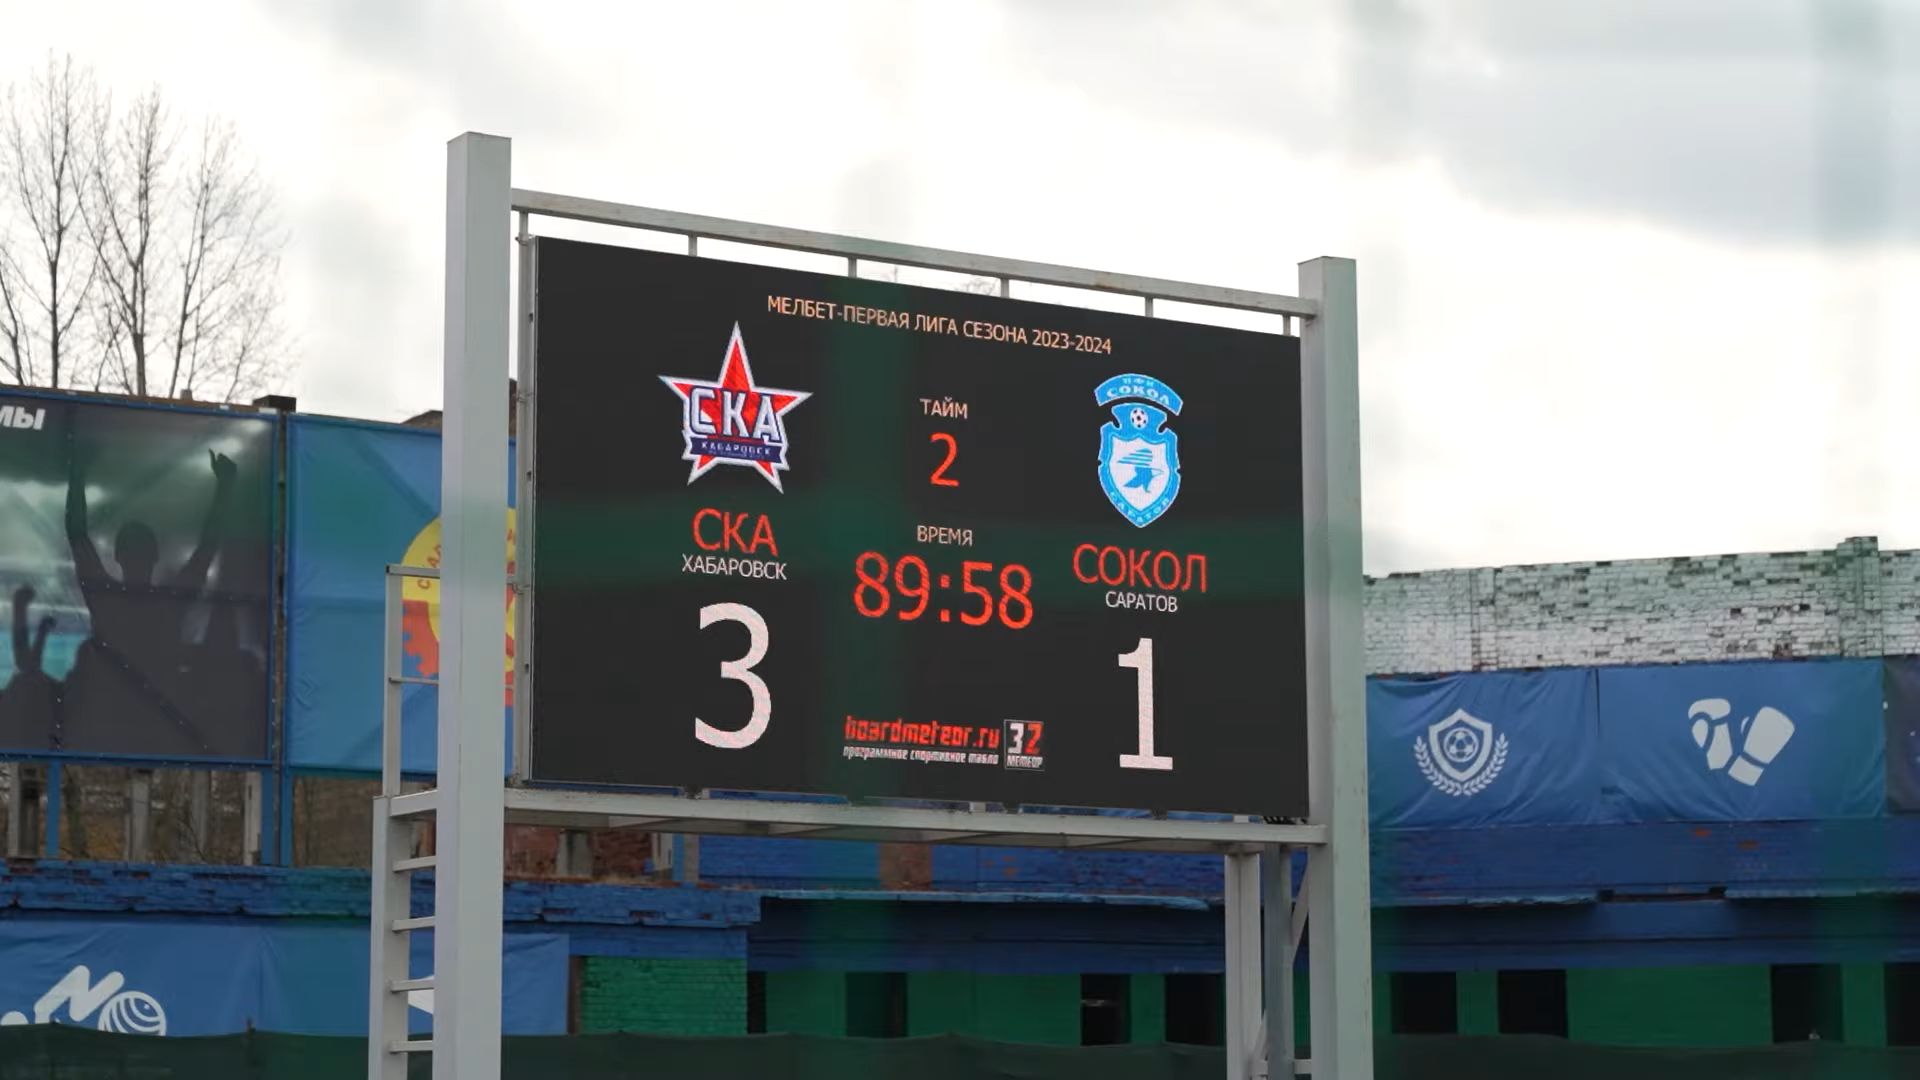 МЕЛБЕТ-ПЕРВАЯ ЛИГА СЕЗОНА 2023-2024
СКА
ХАБАРОВСК
ПФК
СОКОЛ
САРАТОВ
ТАЙМ
2
ВРЕМЯ
89:58
СКА
ХАБАРОВСК
3
СОКОЛ
САРАТОВ
1
boardmeteor.ru
программное спортивное табло
32
МЕТЕОР